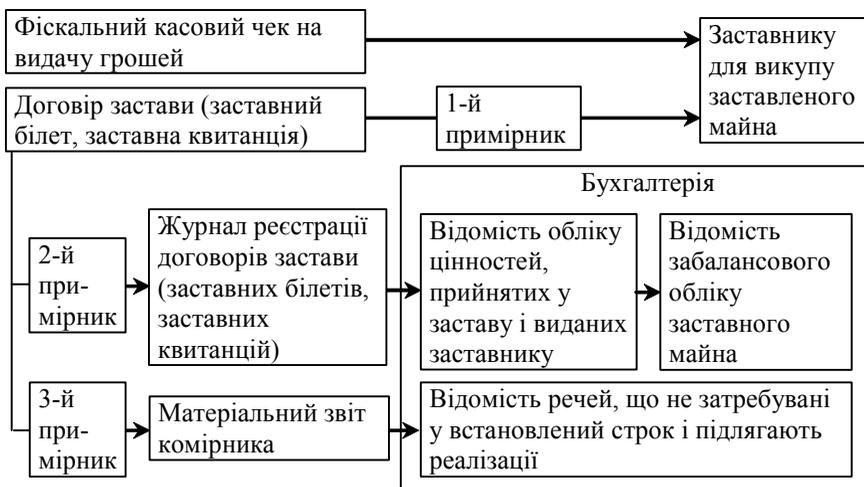 Фіскальний касовий чек на
видачу грошей
Заставнику
для викупу
заставленого
майна
Договір застави (заставний
білет, заставна квитанція)
1-й
примірник
Бухгалтерія
2-й
при-
мірник
Журнал реєстрації
договорів застави
(заставних білетів,
заставних
квитанцій)
Відомість обліку
цінностей,
прийнятих у
заставу і виданих
заставнику
Відомість
забалансового
обліку
заставного
майна
3-й
при-
мірник
Матеріальний звіт
комірника
Відомість речей, що не затребувані
у встановлений строк і підлягають
реалізації